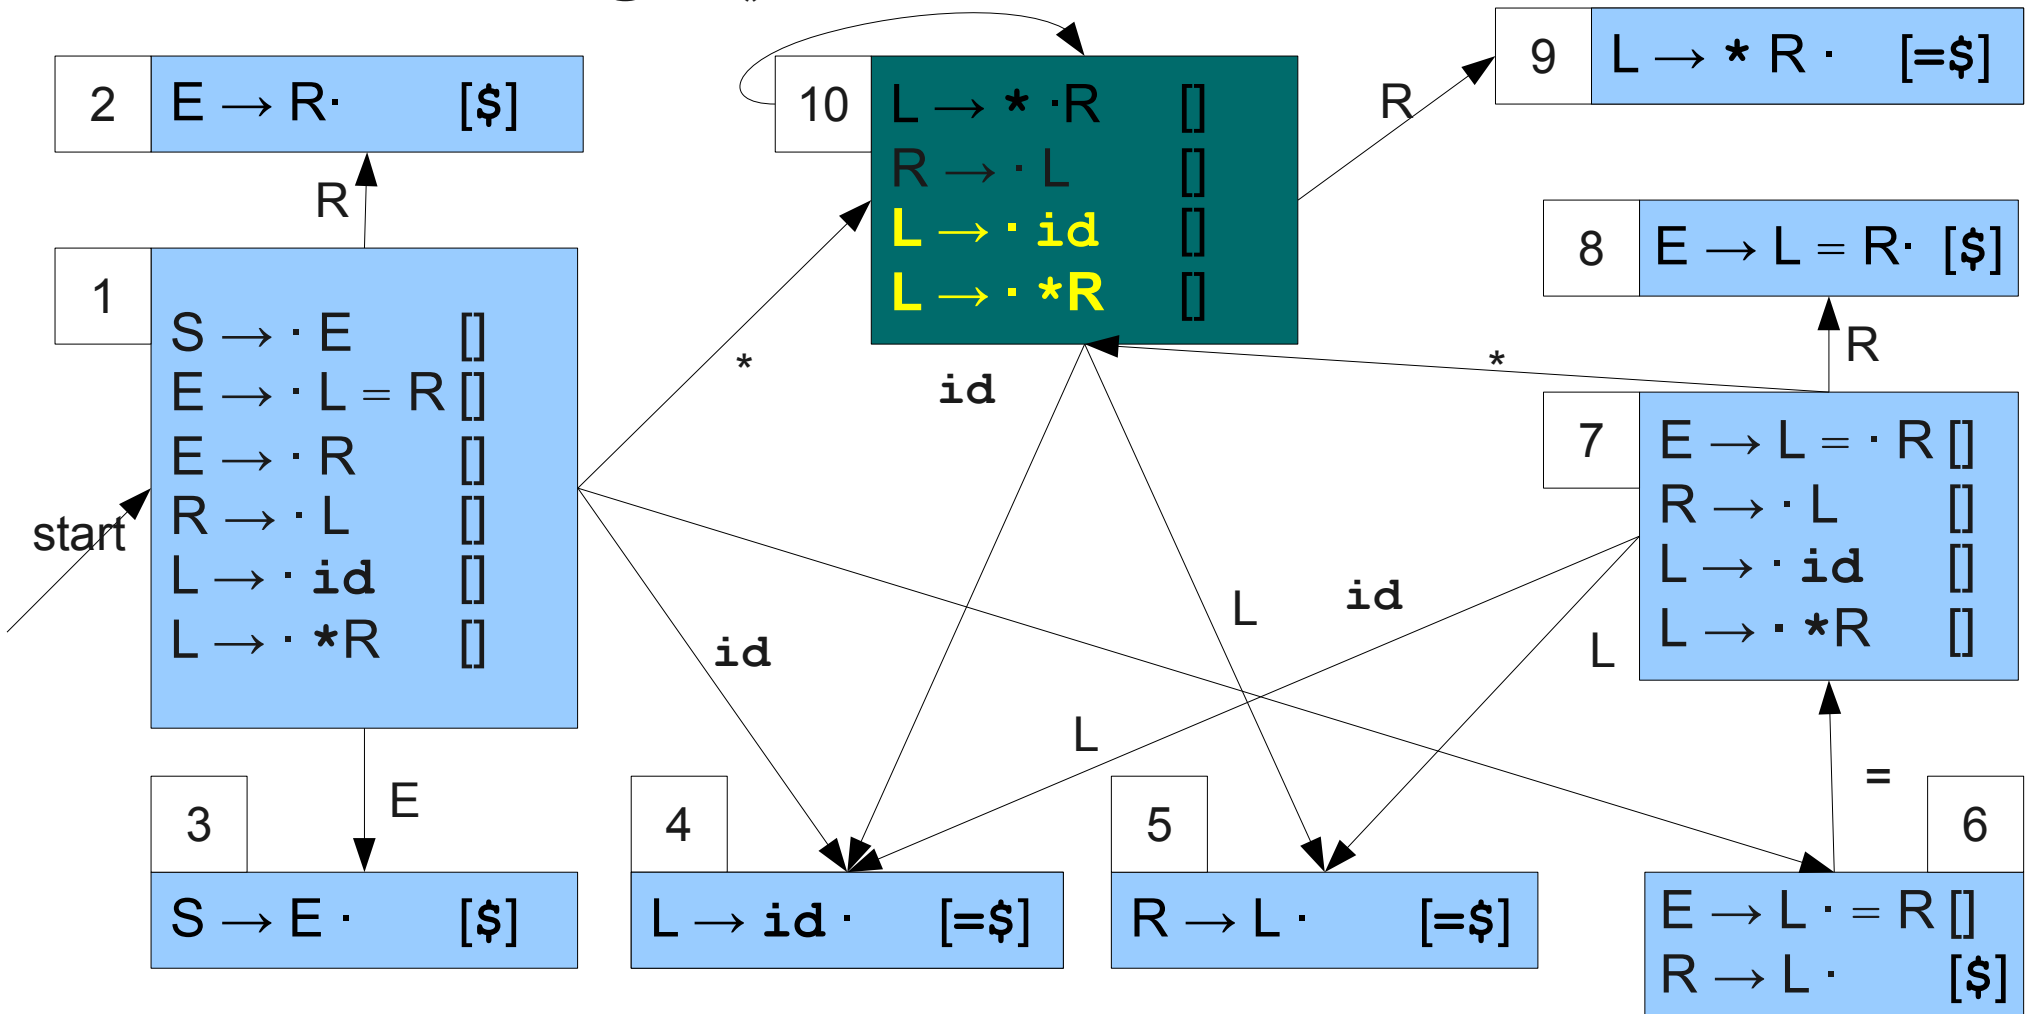 2
E → R· [$]
10
L → * ·R []
R → · L []
L → · id []
L → · *R []
R
9
L → * R · [=$]
R
8
E → L = R· [$]
1
S → · E []
E → · L = R []
E → · R []
R → · L []
L → · id []
L → · *R []
start
*
id
*
R
7
E → L = · R []
R → · L []
L → · id []
L → · *R []
id
L
id
L
L
E
=
3
S → E · [$]
4
L → id · [=$]
5
R → L · [=$]
6
E → L · = R []
R → L · [$]